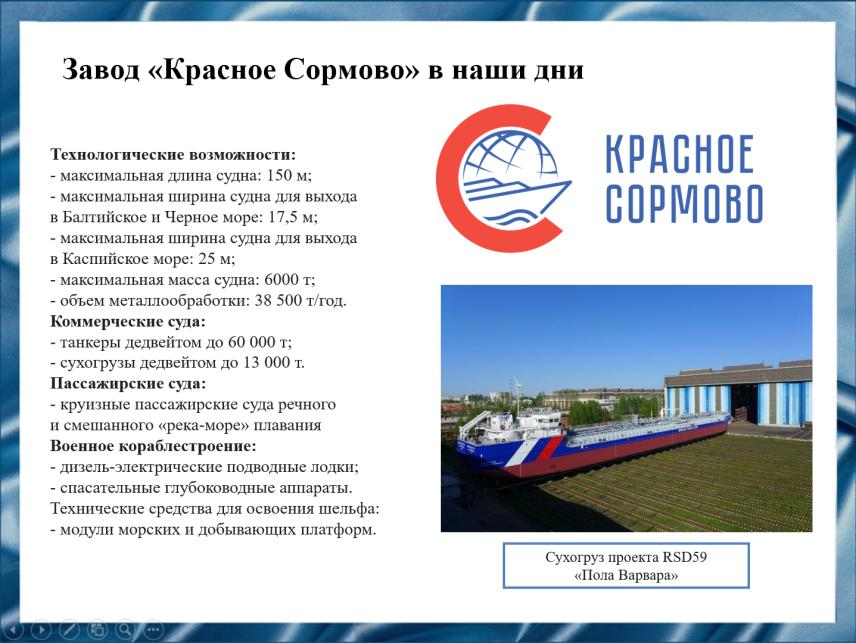 Завод «Красное Сормово» в наши дни
Технологические возможности:
- максимальная длина судна: 150 м;
- максимальная ширина судна для выхода
в Балтийское и Черное море: 17,5 м;
- максимальная ширина судна для выхода
в Каспийское море: 25 м;
- максимальная масса судна: 6000 т;
- объем металлообработки: 38 500 т/год.
Коммерческие суда:
- танкеры дедвейтом до 60 000 т;
- сухогрузы дедвейтом до 13 000 т.
Пассажирские суда:
- круизные пассажирские суда речного
и смешанного «река-море» плавания
Военное кораблестроение:
- дизель-электрические подводные лодки;
- спасательные глубоководные аппараты.
Технические средства для освоения шельфа:
- модули морских и добывающих платформ.
КРАСНОЕ
СОРМОВО
Сухогруз проекта RSD59
«Пола Варвара»